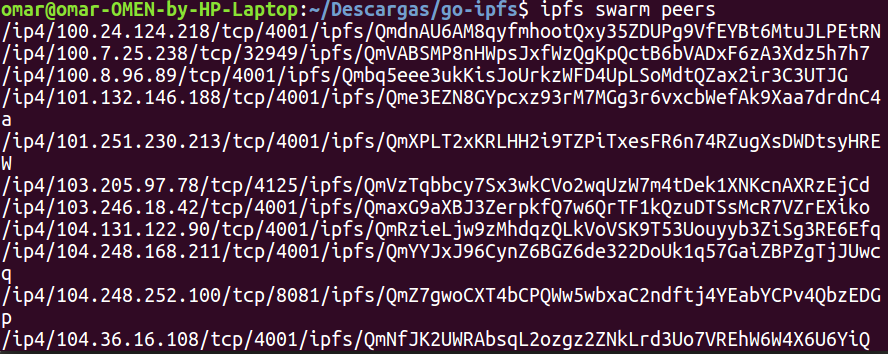 omar@omar-OMEN-by-HP-Laptop:~/Descargas/go-ipfs$ ipfs swarm peers
/ip4/100.24.124.218/tcp/4001/ipfs/QmdnAU6AM8qyfmhootQxy35ZDUPg9VfEYBt6MtuJLPEtRN
/ip4/100.7.25.238/tcp/32949/ipfs/QmVABSMP8nHWpsJxfWzQgKpQctB6bVADxF6zA3Xdz5h7h7
/ip4/100.8.96.89/tcp/4001/ipfs/Qmbq5eee3ukKisJoUrkzWFD4UpLSoMdtQZax2ir3C3UTJG
/ip4/101.132.146.188/tcp/4001/ipfs/Qme3EZN8GYpcxz93rM7MGg3r6vxcbWefAk9Xaa7drdnC4
a
/ip4/101.251.230.213/tcp/4001/ipfs/QmXPLT2xKRLHH2i9TZPiTxesFR6n74RZugXsDWDtsyHRE
W
/ip4/103.205.97.78/tcp/4125/ipfs/QmVzTqbbcy7Sx3wkCVo2wqUzW7m4tDek1XNKcnAXRzEjCd
/ip4/103.246.18.42/tcp/4001/ipfs/QmaxG9aXBJ3ZerpkfQ7w6QrTF1kQzuDTSsMcR7VZrEXiko
/ip4/104.131.122.90/tcp/4001/ipfs/QmRzieLjw9zMhdqzQLkVoVSK9T53Uouyyb3ZiSg3RE6Efq
/ip4/104.248.168.211/tcp/4001/ipfs/QmYYJxJ96CynZ6BGZ6de322DoUk1q57GaiZBPZgTjJUwc
q
/ip4/104.248.252.100/tcp/8081/ipfs/QmZ7gwoCXT4bCPQWw5wbxaC2ndftj4YEabYCPv4QbzEDG
p
/ip4/104.36.16.108/tcp/4001/ipfs/QmNfJK2UWRAbsqL2ozgz2ZNkLrd3Uo7VREhW6W4X6U6YiQ